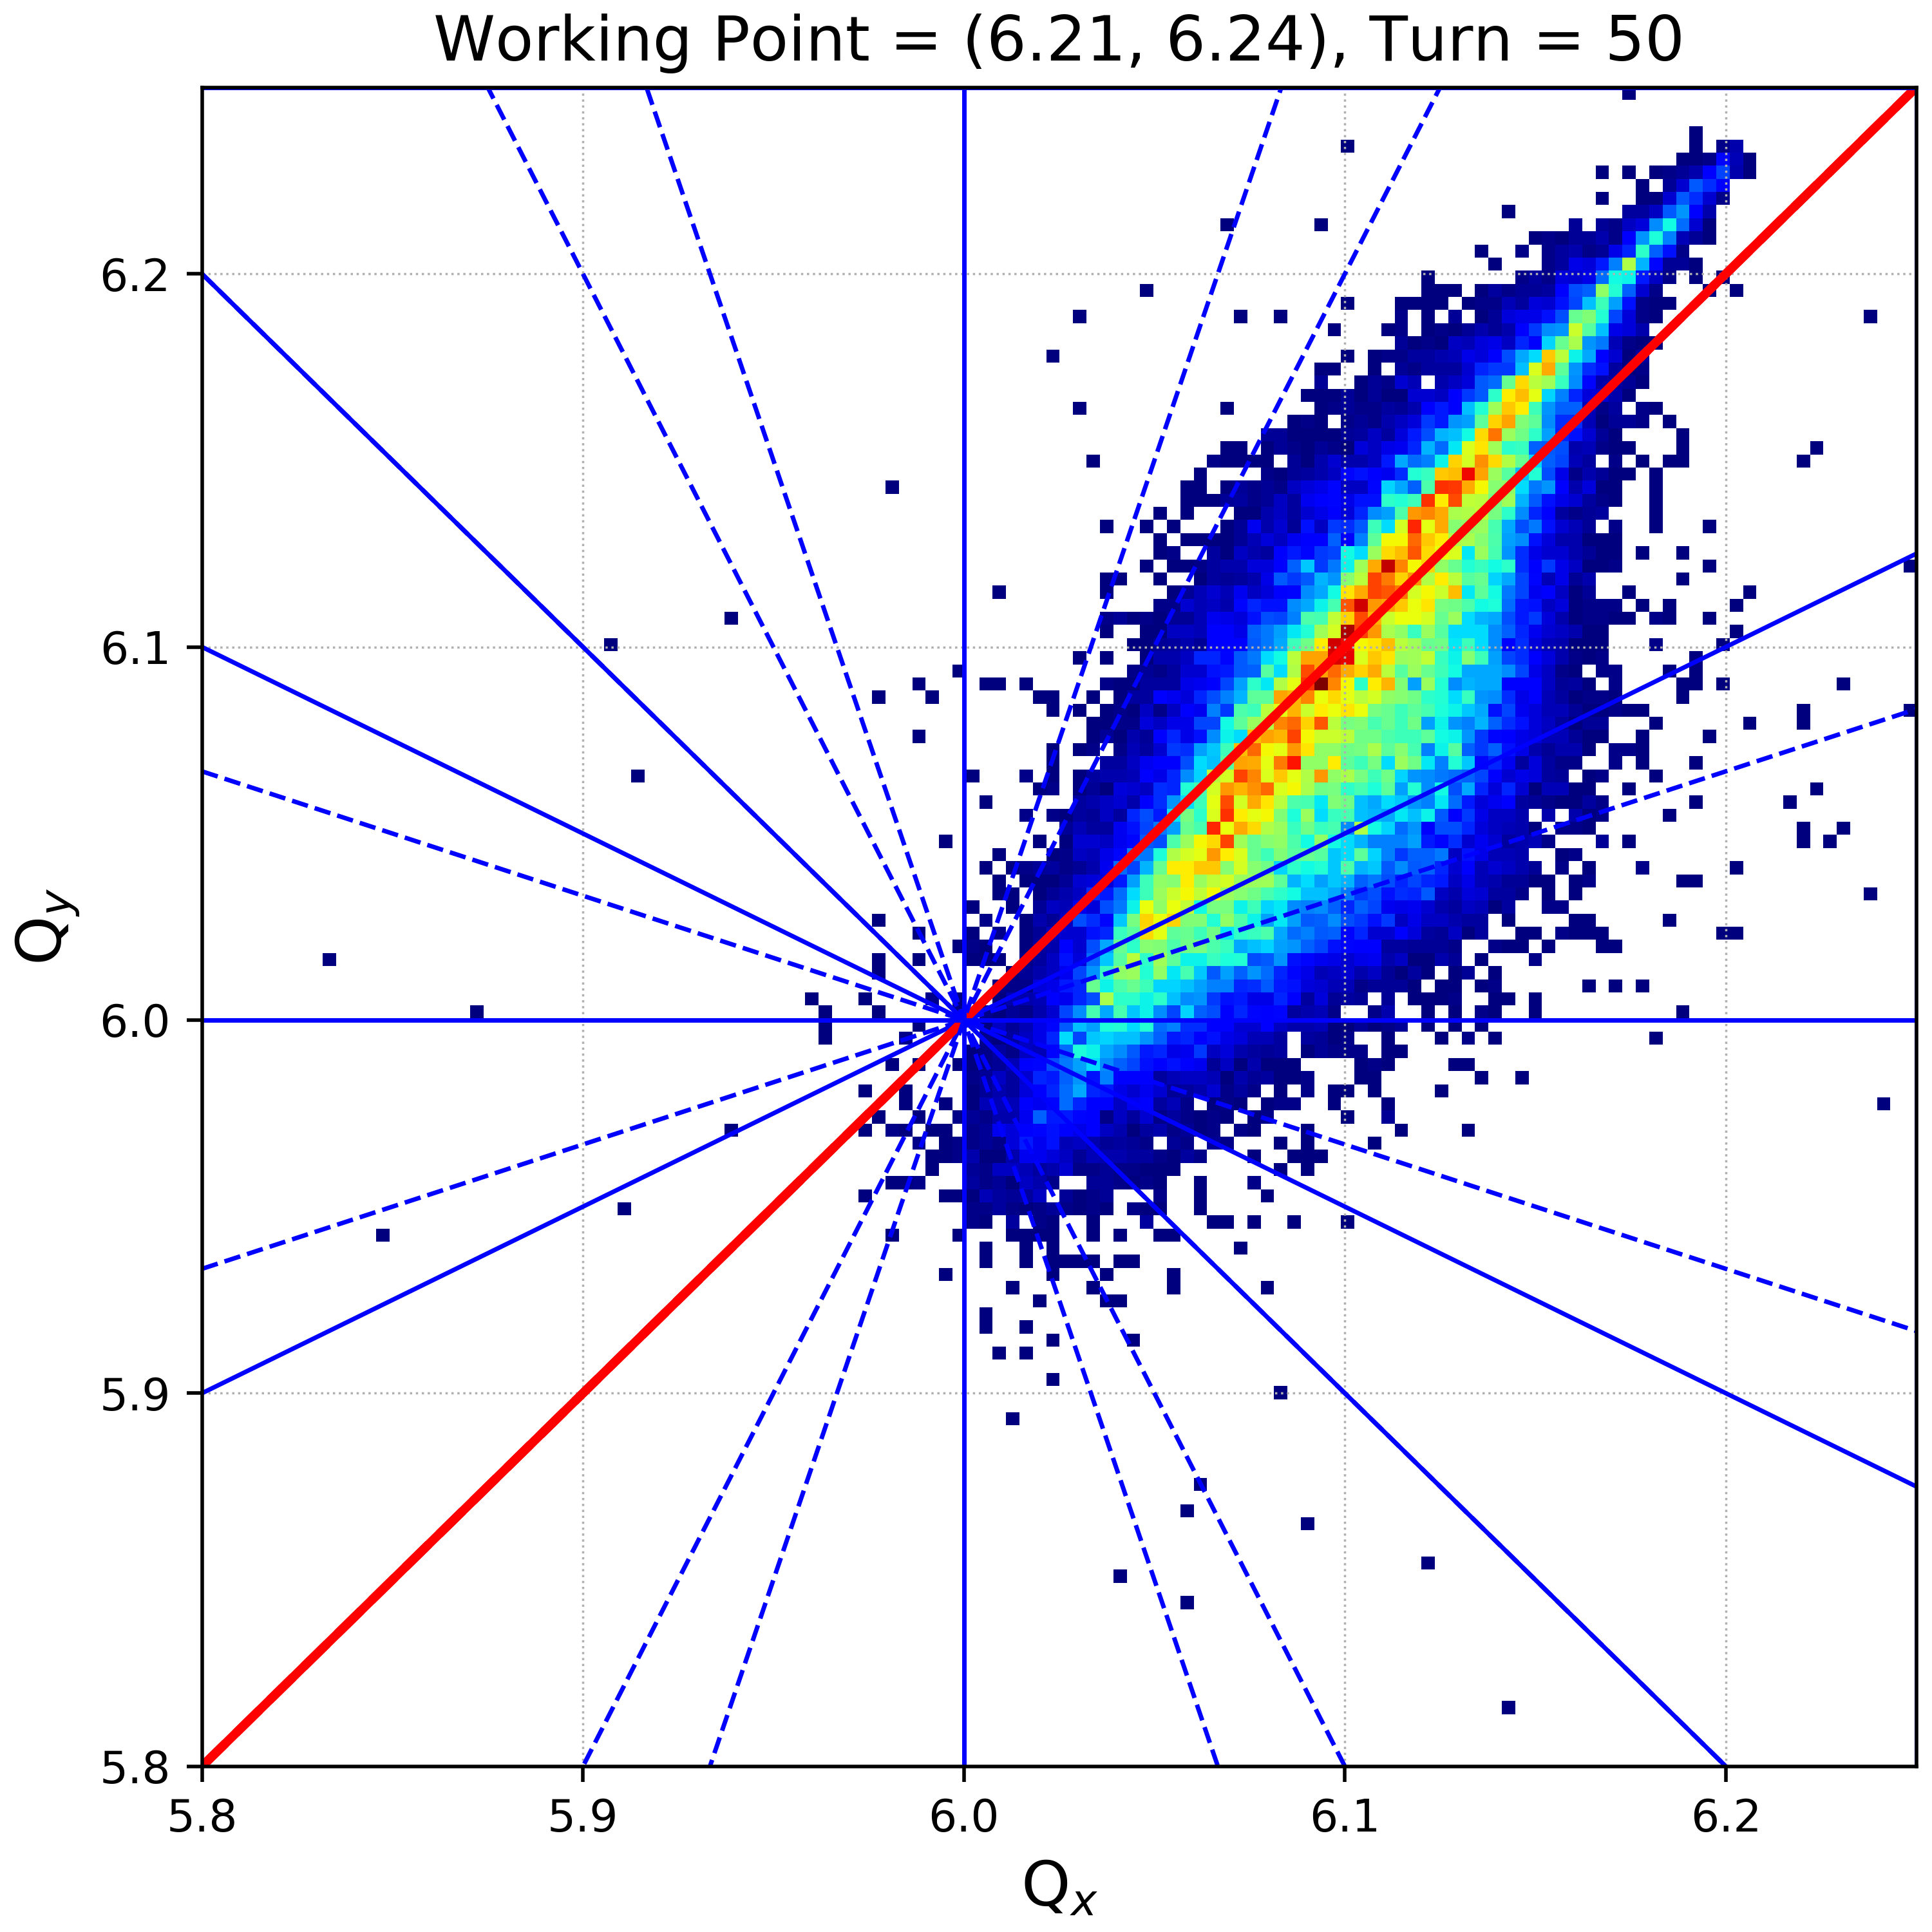 Working Point = (6.21, 6.24), Turn = 50
6.2
6.1
6.0
5.9
5.8
Qy
5.8 5.9 6.0 6.1 6.2
Qx